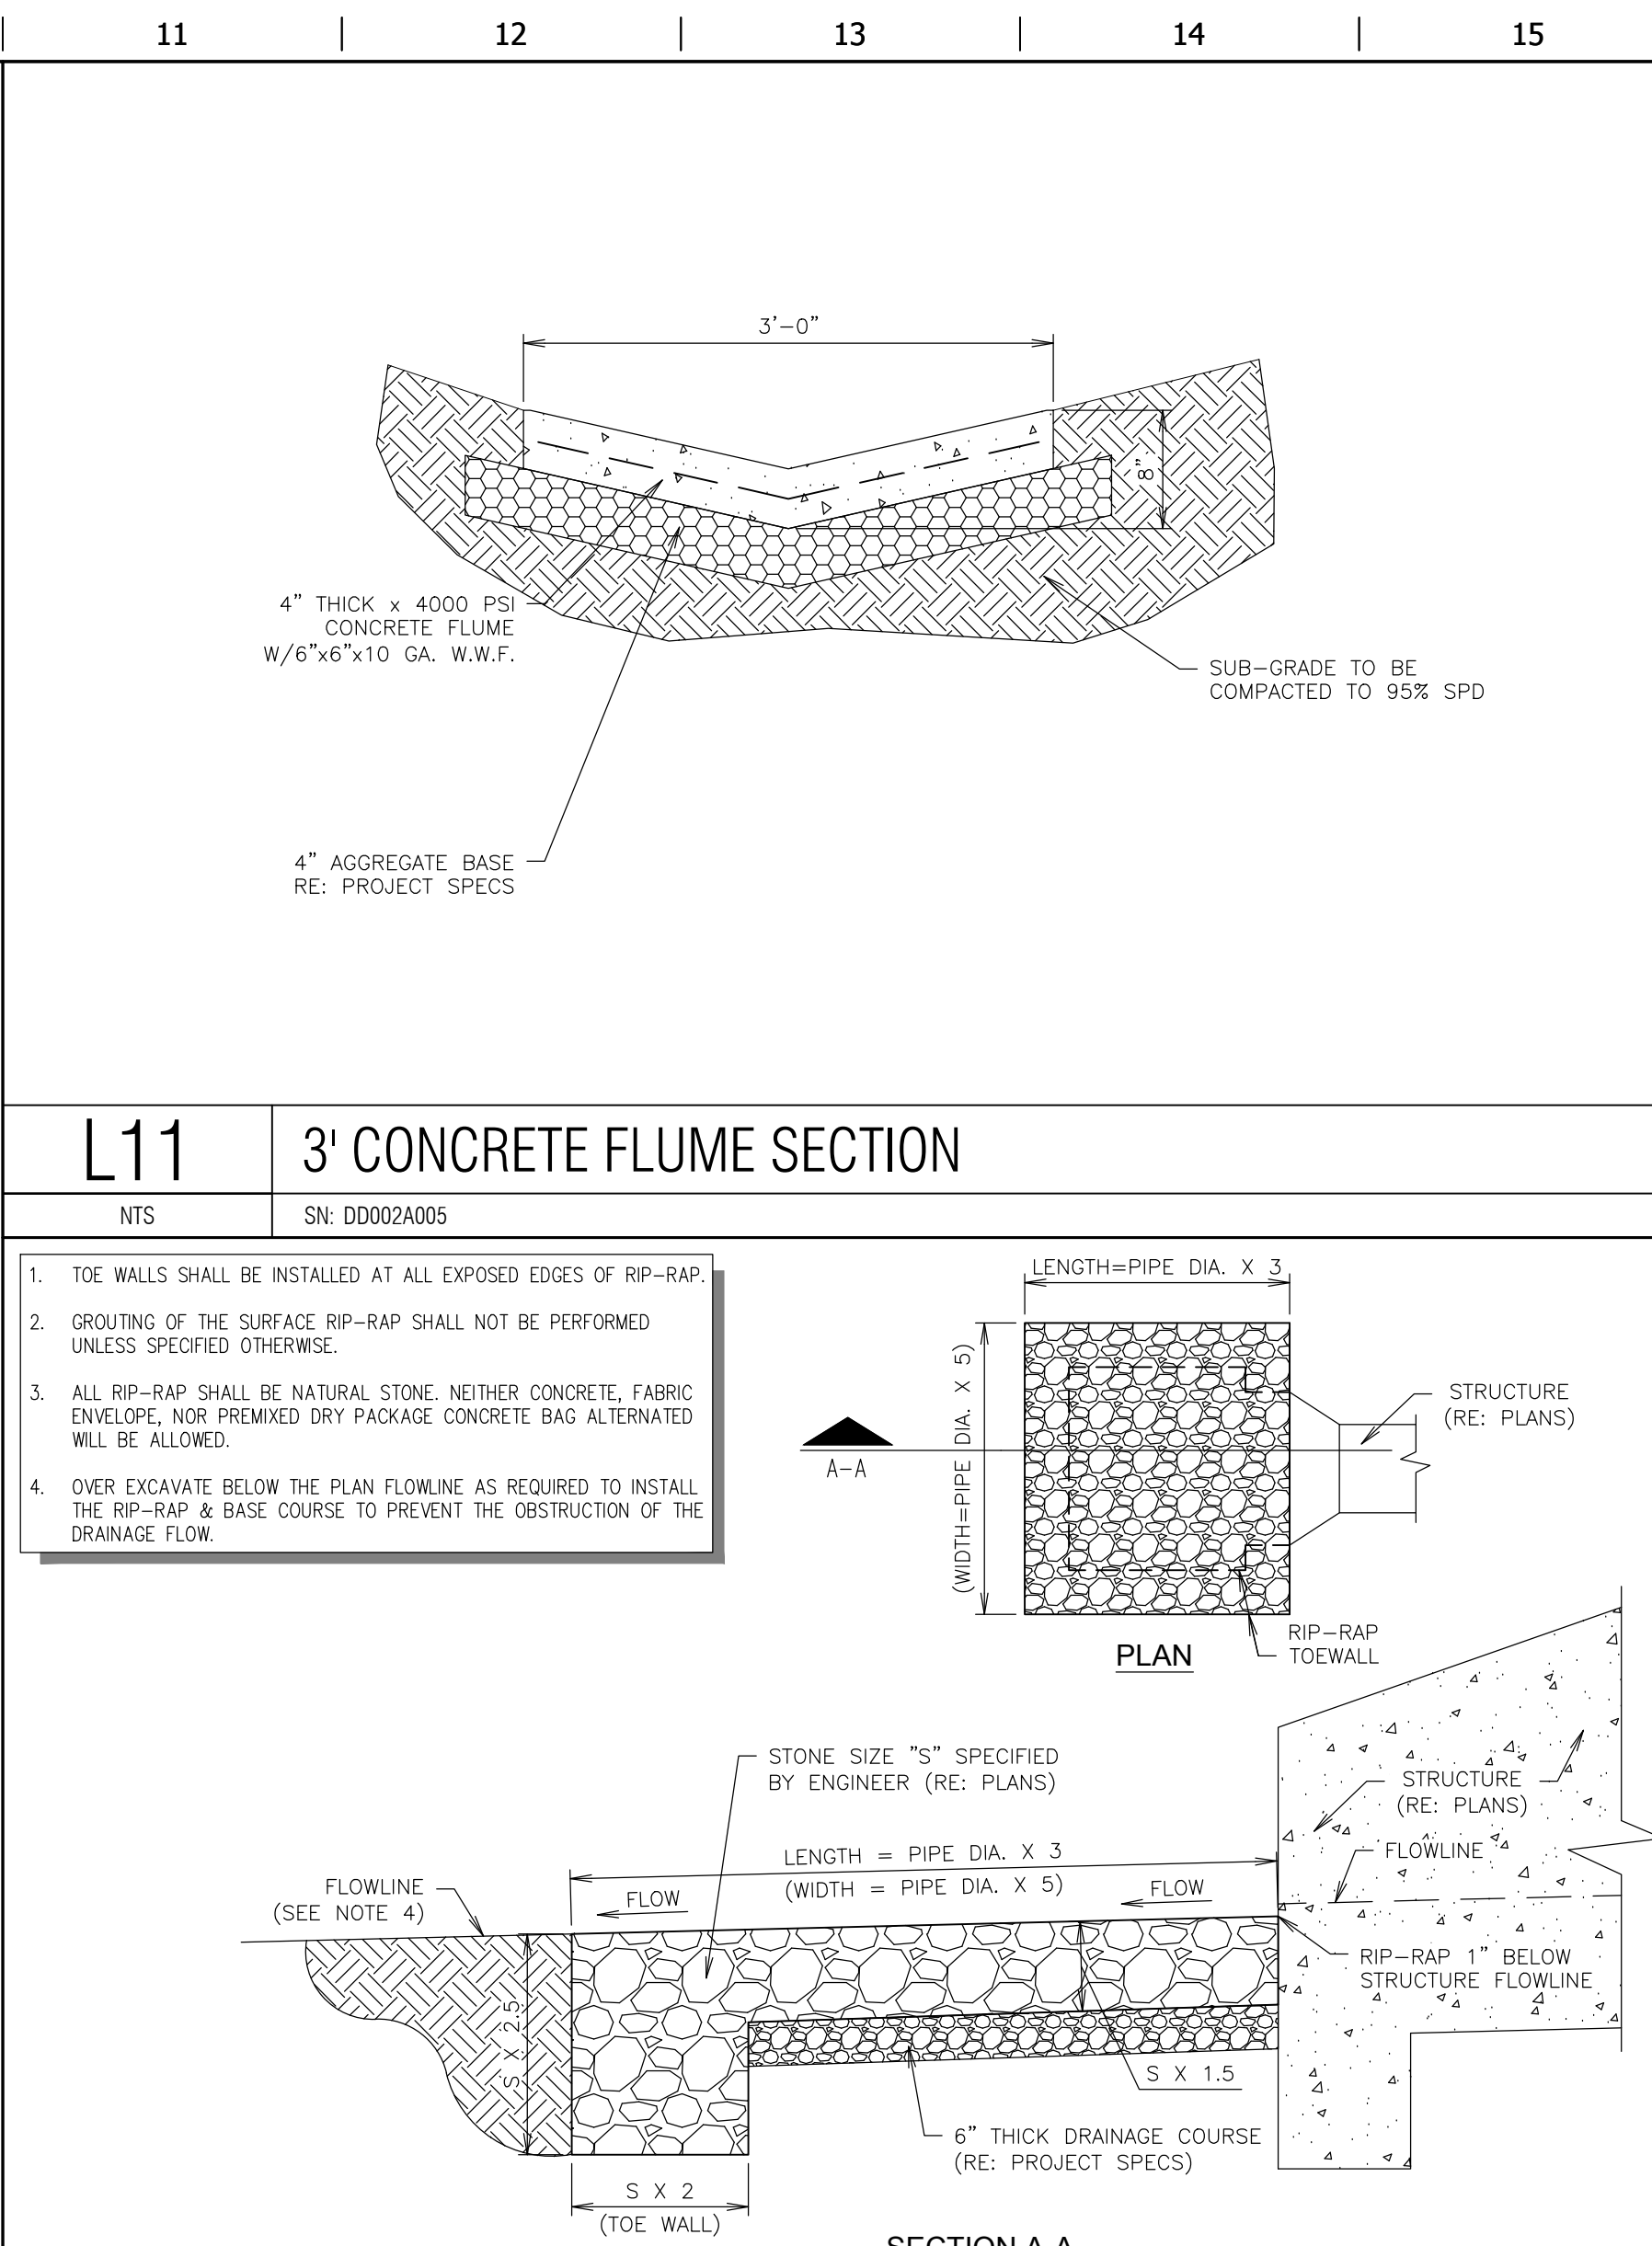 11 12 13 14 15
3'-0"
8"
4" THICK x 4000 PSI
CONCRETE FLUME
W/6"x6"x10 GA. W.W.F.
SUB-GRADE TO BE
COMPACTED TO 95% SPD
4" AGGREGATE BASE
RE: PROJECT SPECS
L11
3' CONCRETE FLUME SECTION
NTS
SN: DD002A005
1. TOE WALLS SHALL BE INSTALLED AT ALL EXPOSED EDGES OF RIP-RAP.
2. GROUTING OF THE SURFACE RIP-RAP SHALL NOT BE PERFORMED
UNLESS SPECIFIED OTHERWISE.
3. ALL RIP-RAP SHALL BE NATURAL STONE. NEITHER CONCRETE, FABRIC
ENVELOPE, NOR PREMIXED DRY PACKAGE CONCRETE BAG ALTERNATED
WILL BE ALLOWED.
4. OVER EXCAVATE BELOW THE PLAN FLOWLINE AS REQUIRED TO INSTALL
THE RIP-RAP & BASE COURSE TO PREVENT THE OBSTRUCTION OF THE
DRAINAGE FLOW.
LENGTH=PIPE DIA. X 3
(WIDTH=PIPE DIA. X 5)
A-A
STRUCTURE
(RE: PLANS)
RIP-RAP
TOEWALL
PLAN
STONE SIZE "S" SPECIFIED
BY ENGINEER (RE: PLANS)
STRUCTURE
(RE: PLANS)
FLOWLINE
LENGTH = PIPE DIA. X 3
(WIDTH = PIPE DIA. X 5)
FLOW
FLOW
FLOWLINE
(SEE NOTE 4)
RIP-RAP 1" BELOW
STRUCTURE FLOWLINE
S X 2.5
S X 1.5
6" THICK DRAINAGE COURSE
(RE: PROJECT SPECS)
S X 2
(TOE WALL)
SECTION A-A